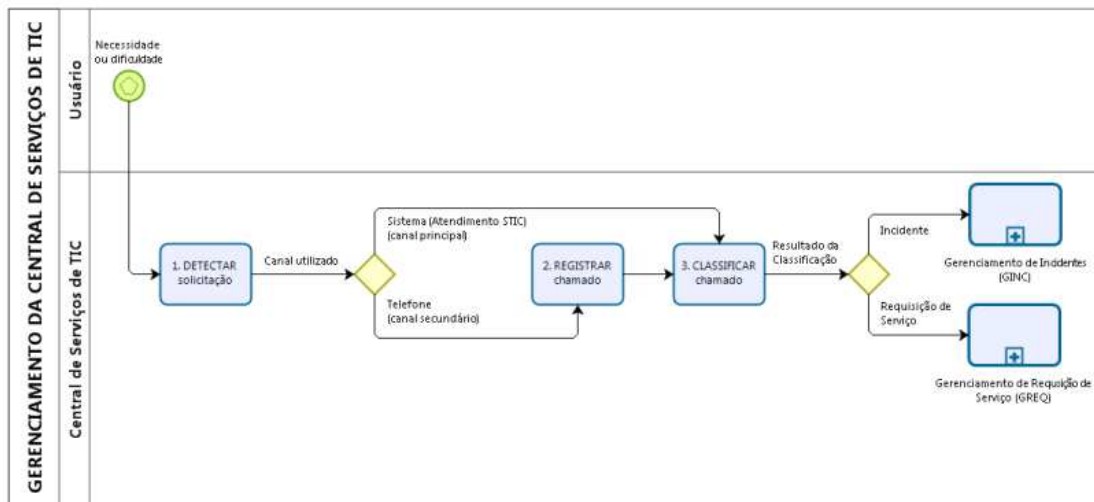 GERENCIAMENTO DA CENTRAL DE SERVIÇOS DE TIC
Usuário
Necessidade
ou dificuldade
Central de Serviços de TIC
1. DETECTAR
solicitação
Canal utilizado
Sistema (Atendimento STIC)
(canal principal)
Telefone
(canal secundário)
2. REGISTRAR
chamado
3. CLASSIFICAR
chamado
Resultado da
Classificação
Incidente
Gerenciamento de Incidentes
(GINC)
Requisição de
Serviço
Gerenciamento de Requsição de
Serviço (GREQ)